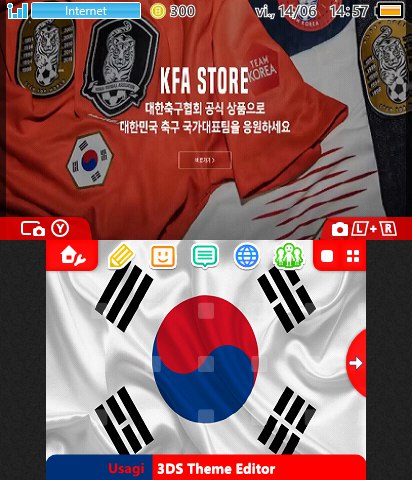 Internet
300
vi., 14/06
14:57
KFA STORE
TEAM
KOREA
대한축구협회 공식 상품으로
대한민국 축구 국가대표팀을 응원하세요
바로가기 >
Y
L+R
Usagi
3DS Theme Editor